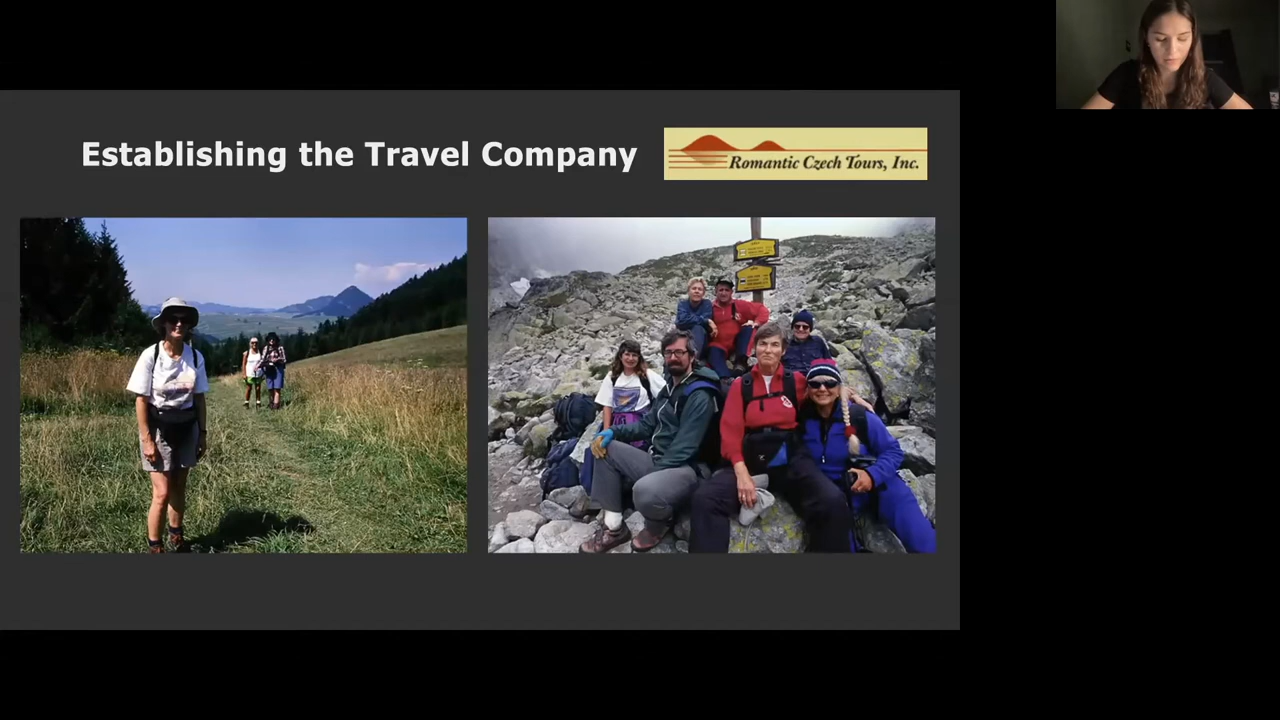 Establishing the Travel Company
Romantic Czech Tours, Inc.